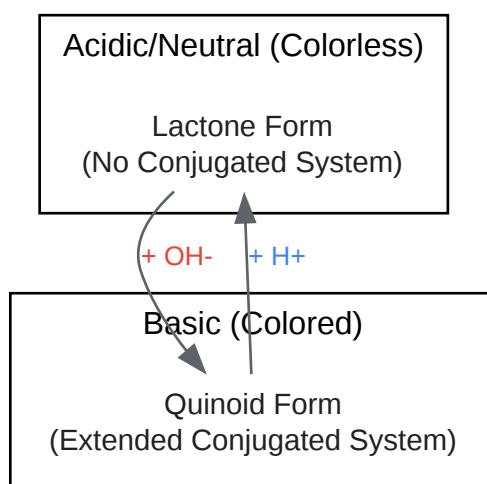 Acidic/Neutral (Colorless)
Lactone Form
(No Conjugated System)
+ OH-
+ H+
Basic (Colored)
Quinoid Form
(Extended Conjugated System)